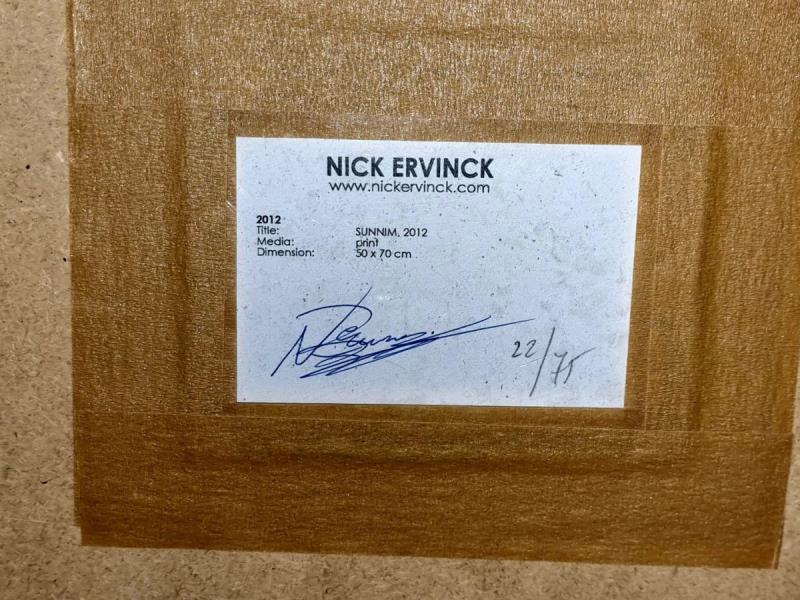 NICK ERVINCK
www.nickervinck.com
2012
Title: SUNNIM, 2012
Media: print
Dimension: 50 x 70 cm
22/75